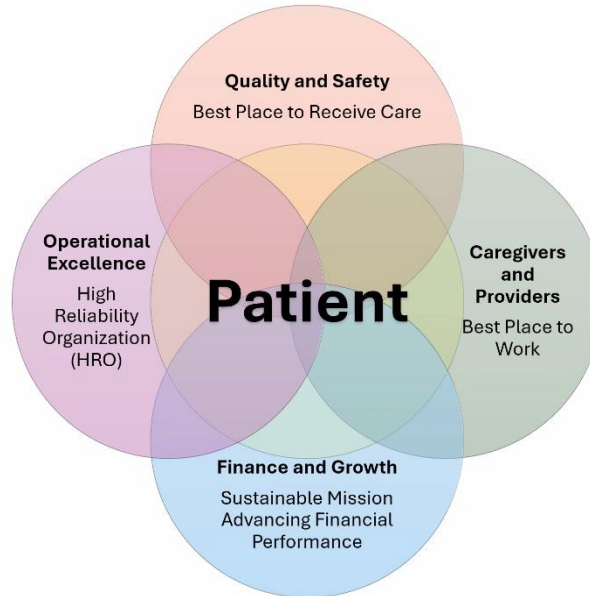 Quality and Safety
Best Place to Receive Care
Operational
Excellence
High
Reliability
Organization
(HRO)
Patient
Caregivers
and
Providers
Best Place to
Work
Finance and Growth
Sustainable Mission
Advancing Financial
Performance